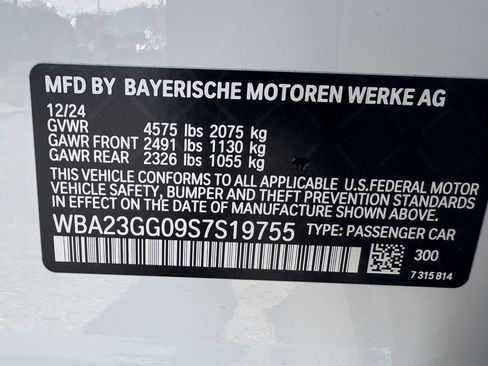 MFD BY BAYERISCHE MOTOREN WERKE AG
12/24
GVWR 4575 lbs 2075 kg
GAWR FRONT 2491 lbs 1130 kg
GAWR REAR 2326 lbs 1055 kg
THIS VEHICLE CONFORMS TO ALL APPLICABLE U.S.FEDERAL MOTOR
VEHICLE SAFETY, BUMPER AND THEFT PREVENTION STANDARDS IN
EFFECT ON THE DATE OF MANUFACTURE SHOWN ABOVE.
WBA23GG09S7S19755 TYPE: PASSENGER CAR
300
7 315 814